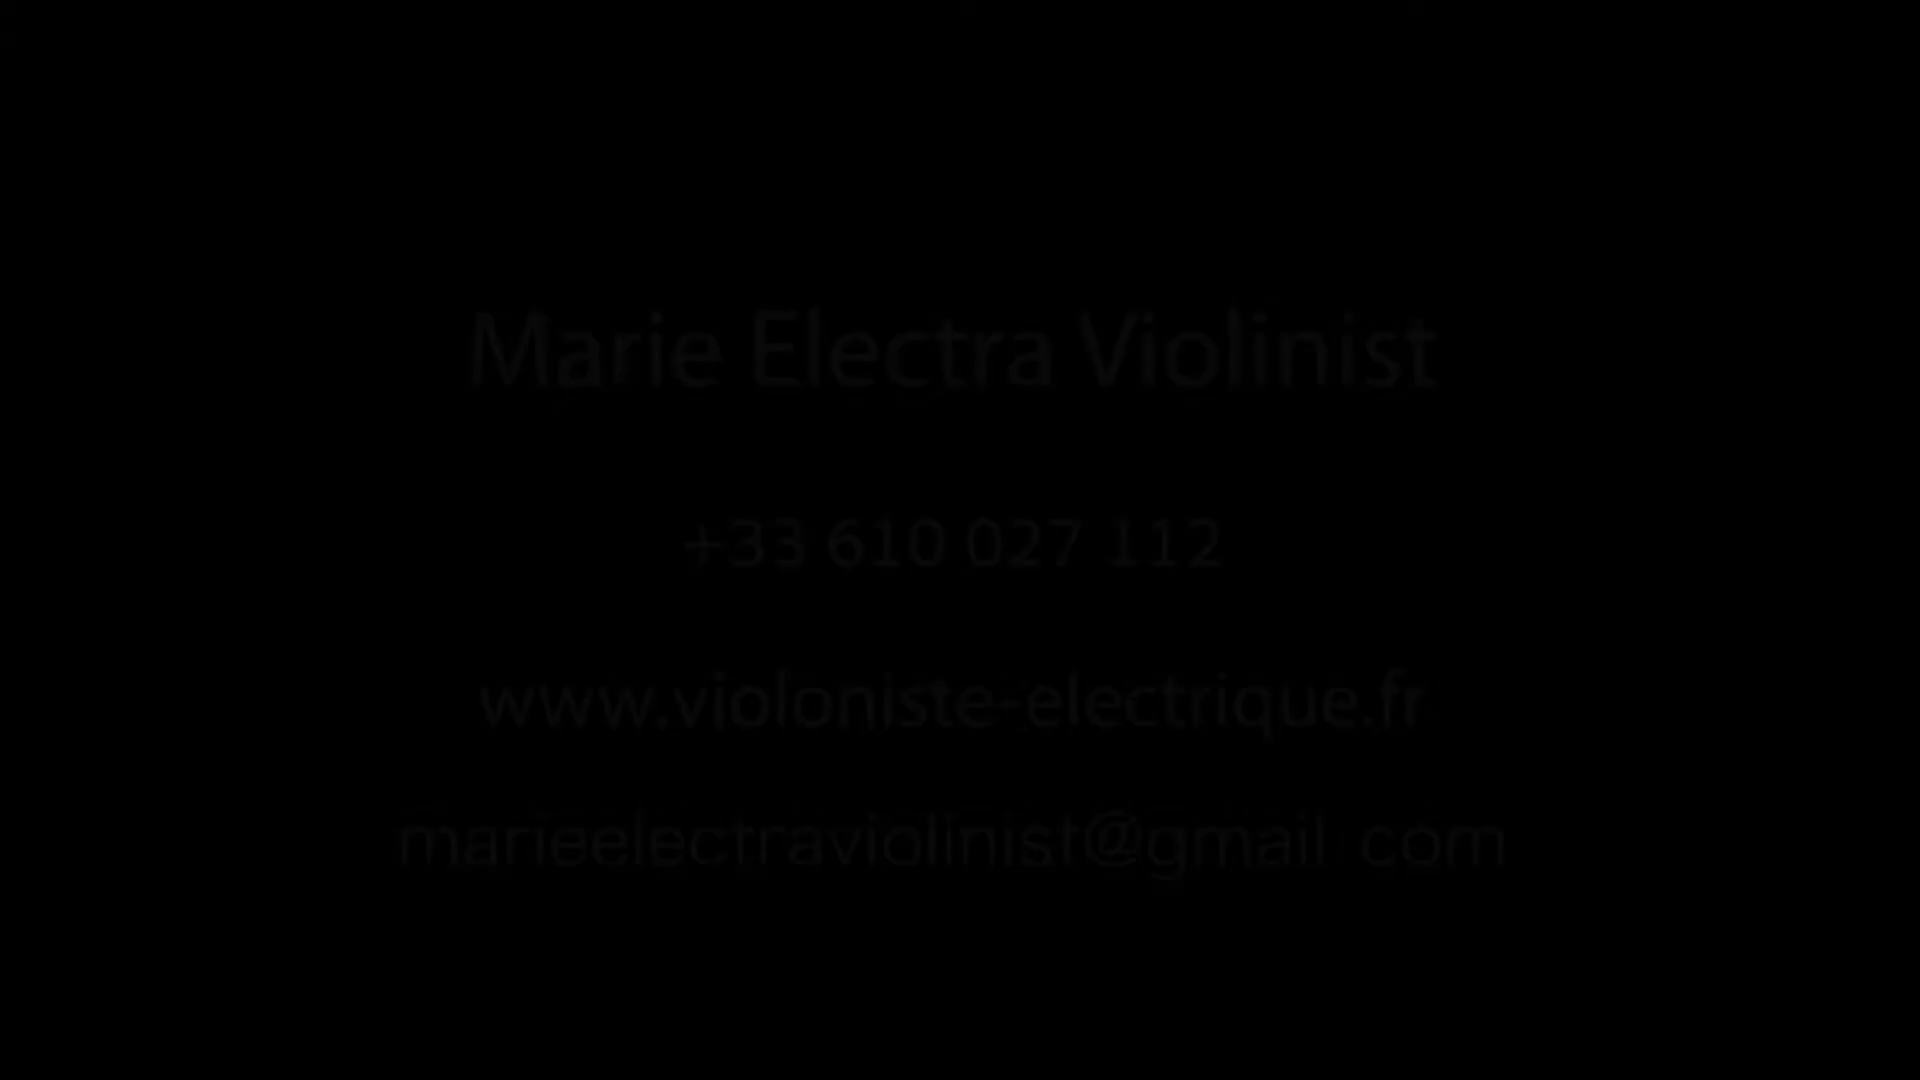 Marie Electra Violinist
+33 610 027 112
www.violoniste-electrique.fr
marieelectraviolinist@gmail.com